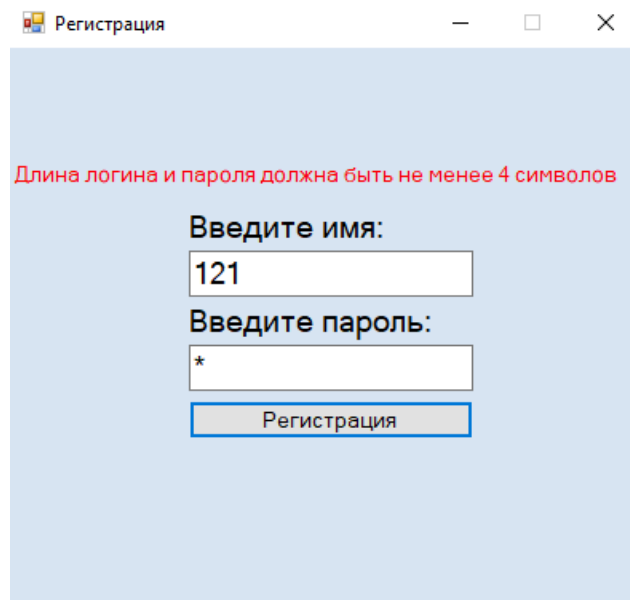 Регистрация
Длина логина и пароля должна быть не менее 4 символов
Введите имя:
121
Введите пароль:
*
Регистрация